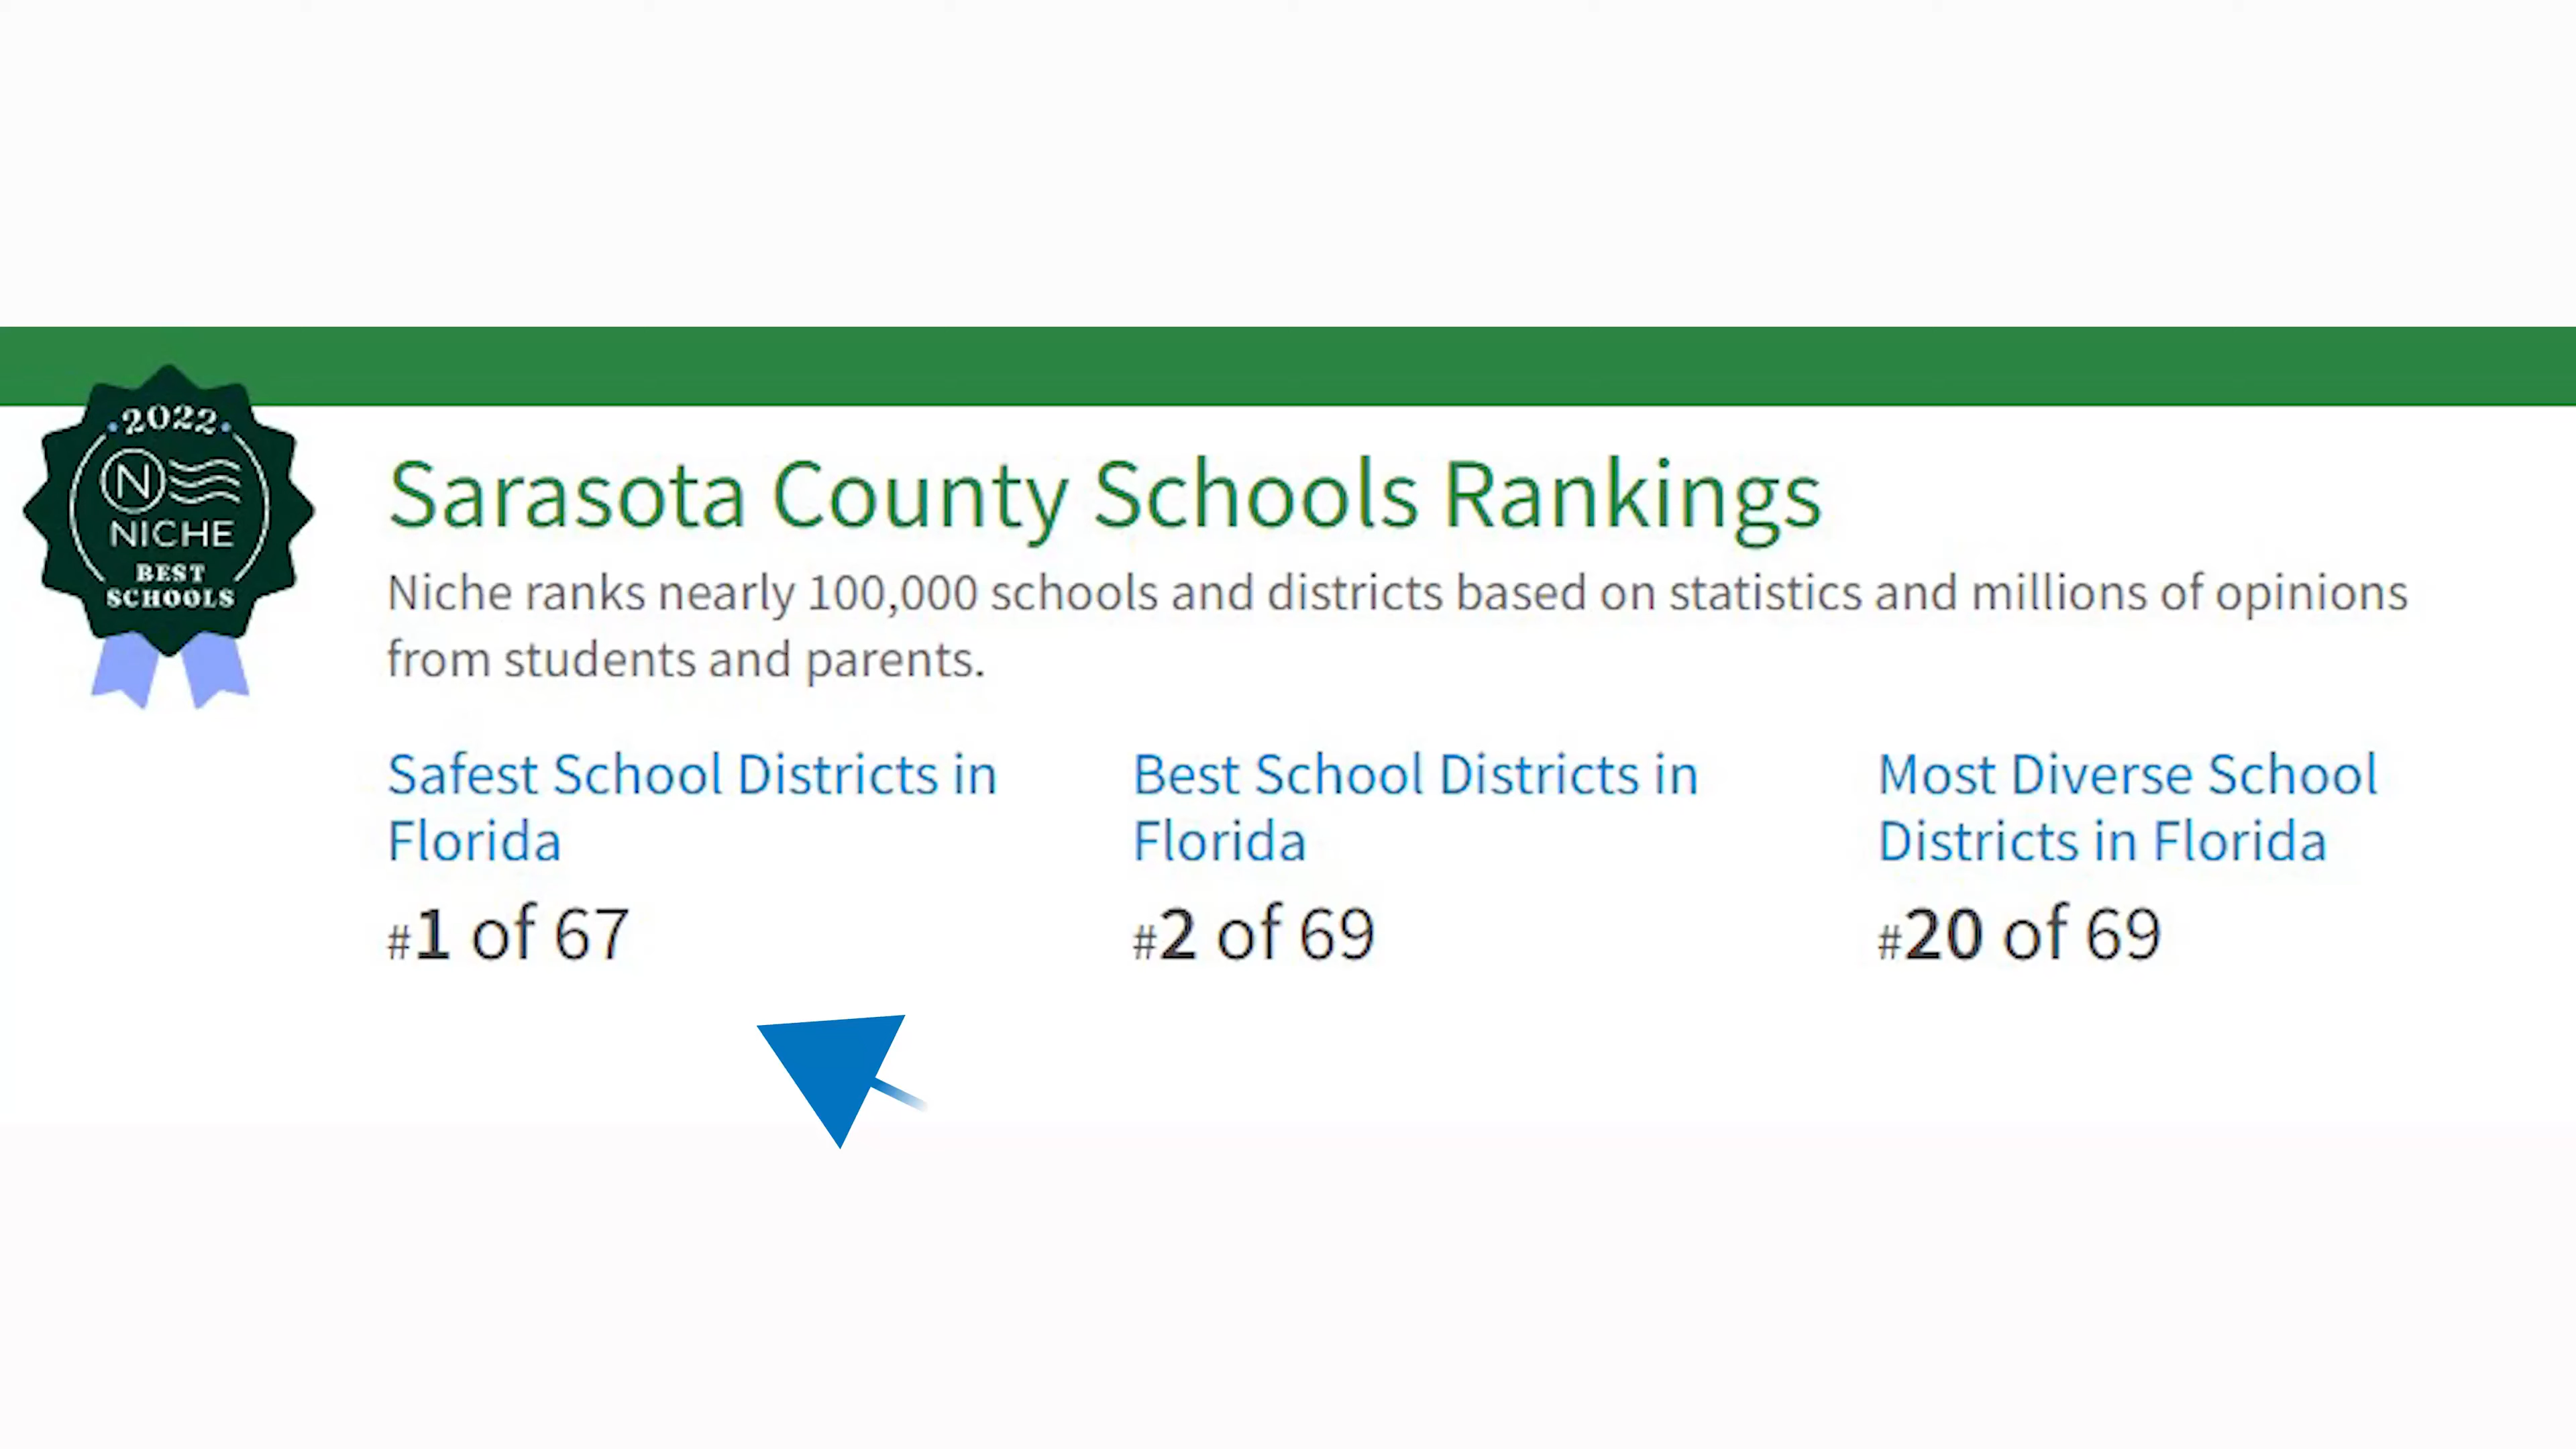 2022
N
NICHE
BEST
SCHOOLS
Sarasota County Schools Rankings
Niche ranks nearly 100,000 schools and districts based on statistics and millions of opinions
from students and parents.
Safest School Districts in
Florida
#1 of 67
Best School Districts in
Florida
#2 of 69
Most Diverse School
Districts in Florida
#20 of 69